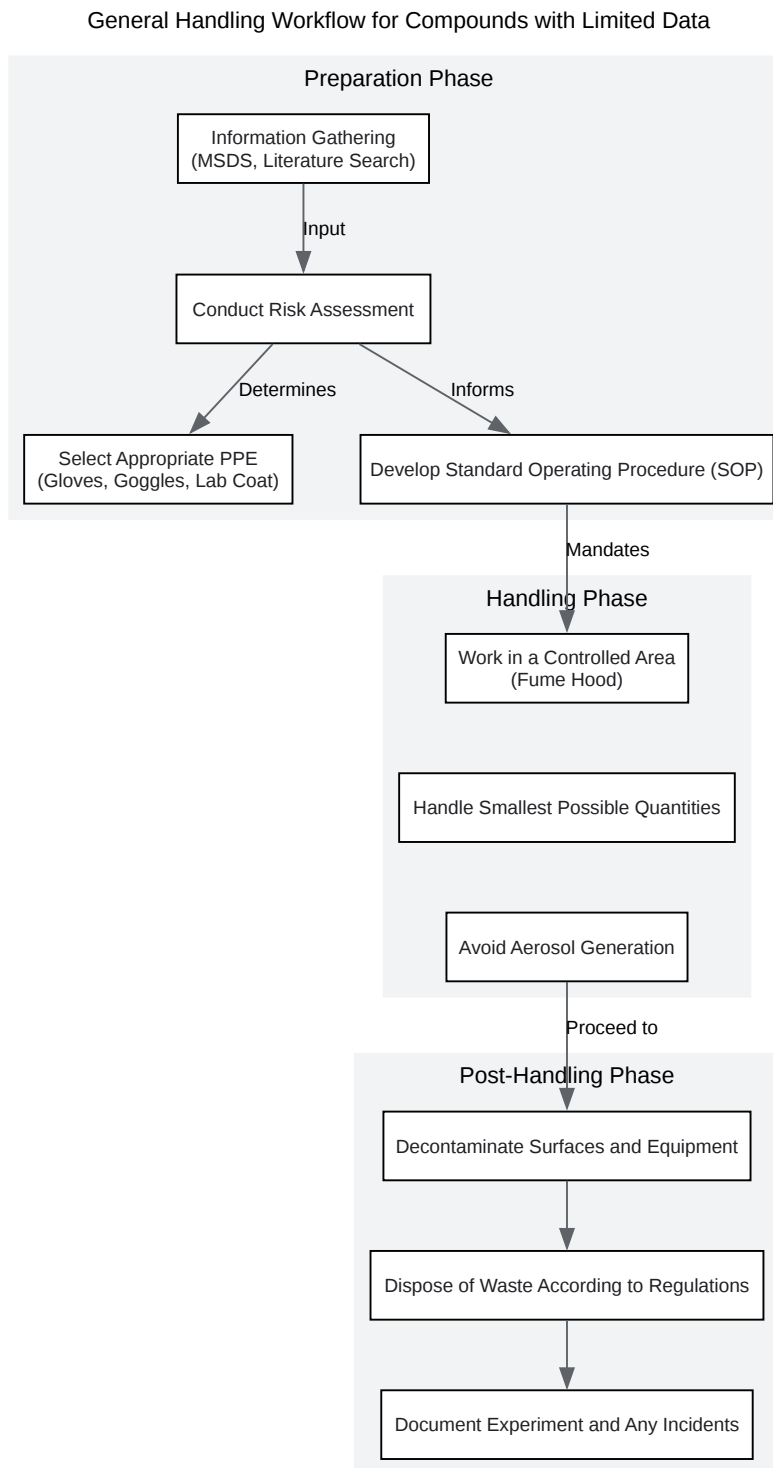 General Handling Workflow for Compounds with Limited Data
Preparation Phase
Information Gathering
(MSDS, Literature Search)
Input
Conduct Risk Assessment
Determines
Informs
Select Appropriate PPE
(Gloves, Goggles, Lab Coat)
Develop Standard Operating Procedure (SOP)
Mandates
Handling Phase
Work in a Controlled Area
(Fume Hood)
Handle Smallest Possible Quantities
Avoid Aerosol Generation
Proceed to
Post-Handling Phase
Decontaminate Surfaces and Equipment
Dispose of Waste According to Regulations
Document Experiment and Any Incidents